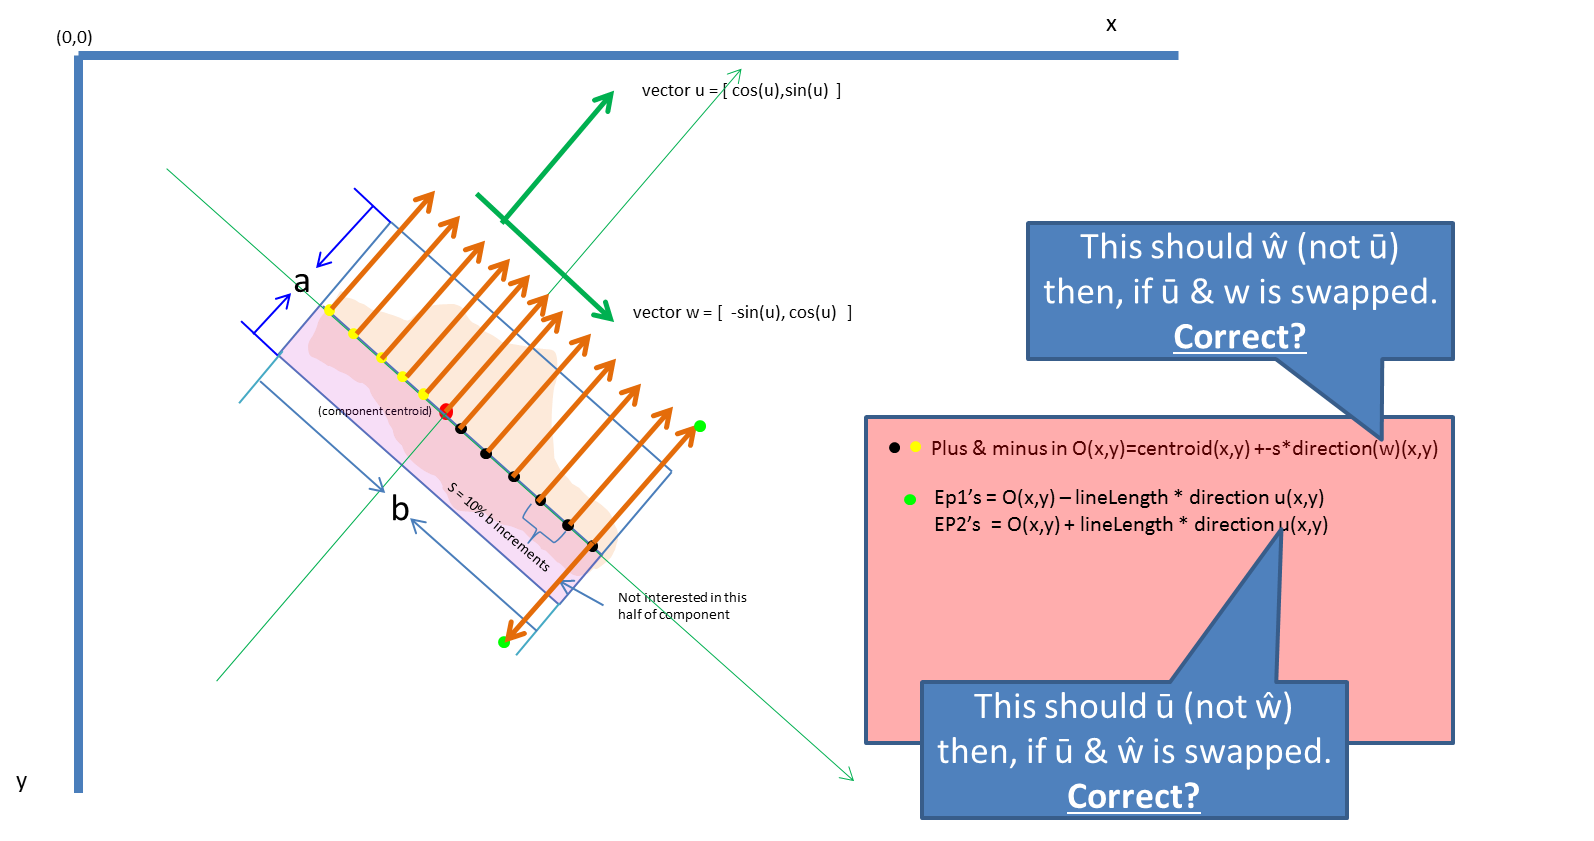 x
(0,0)
vector u = [ cos(u),sin(u) ]
This should ŵ (not ū)
then, if ū & w is swapped.
Correct?
a
vector w = [ -sin(u), cos(u) ]
(component centroid)
Plus & minus in O(x,y)=centroid(x,y) +-s*direction(w)(x,y)
Ep1’s = O(x,y) – lineLength * direction u(x,y)
EP2’s = O(x,y) + lineLength * direction u(x,y)
b
S = 10% b increments
Not interested in this
half of component
This should ū (not ŵ)
then, if ū & ŵ is swapped.
Correct?
y